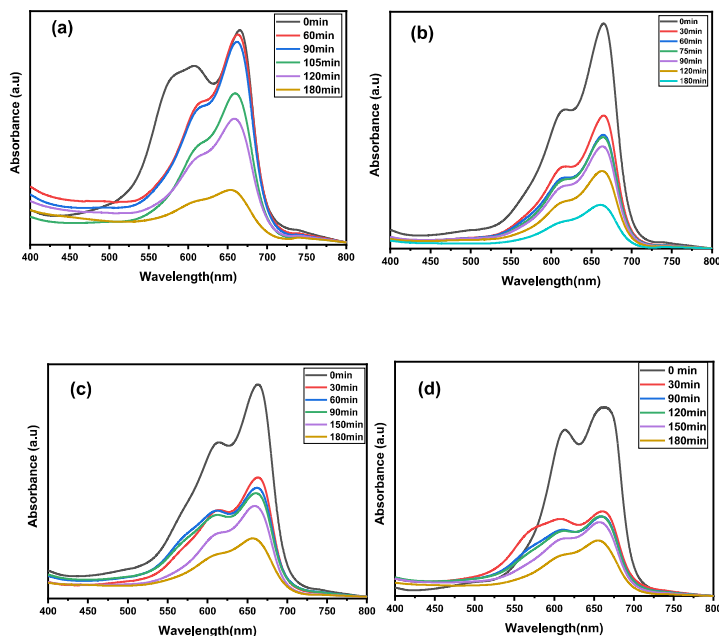 (a)
0min
60min
90min
105min
120min
180min
Absorbance (a.u)
400 450 500 550 600 650 700 750 800
Wavelength(nm)
(b)
0min
30min
60min
75min
90min
120min
180min
Absorbance (a.u)
400 450 500 550 600 650 700 750 800
Wavelength(nm)
(c)
0min
30min
60min
90min
150min
180min
Absorbance (a.u)
400 450 500 550 600 650 700 750 800
Wavelength(nm)
(d)
0 min
30min
90min
120min
150min
180min
Absorbance (a.u)
400 450 500 550 600 650 700 750 800
Wavelength(nm)